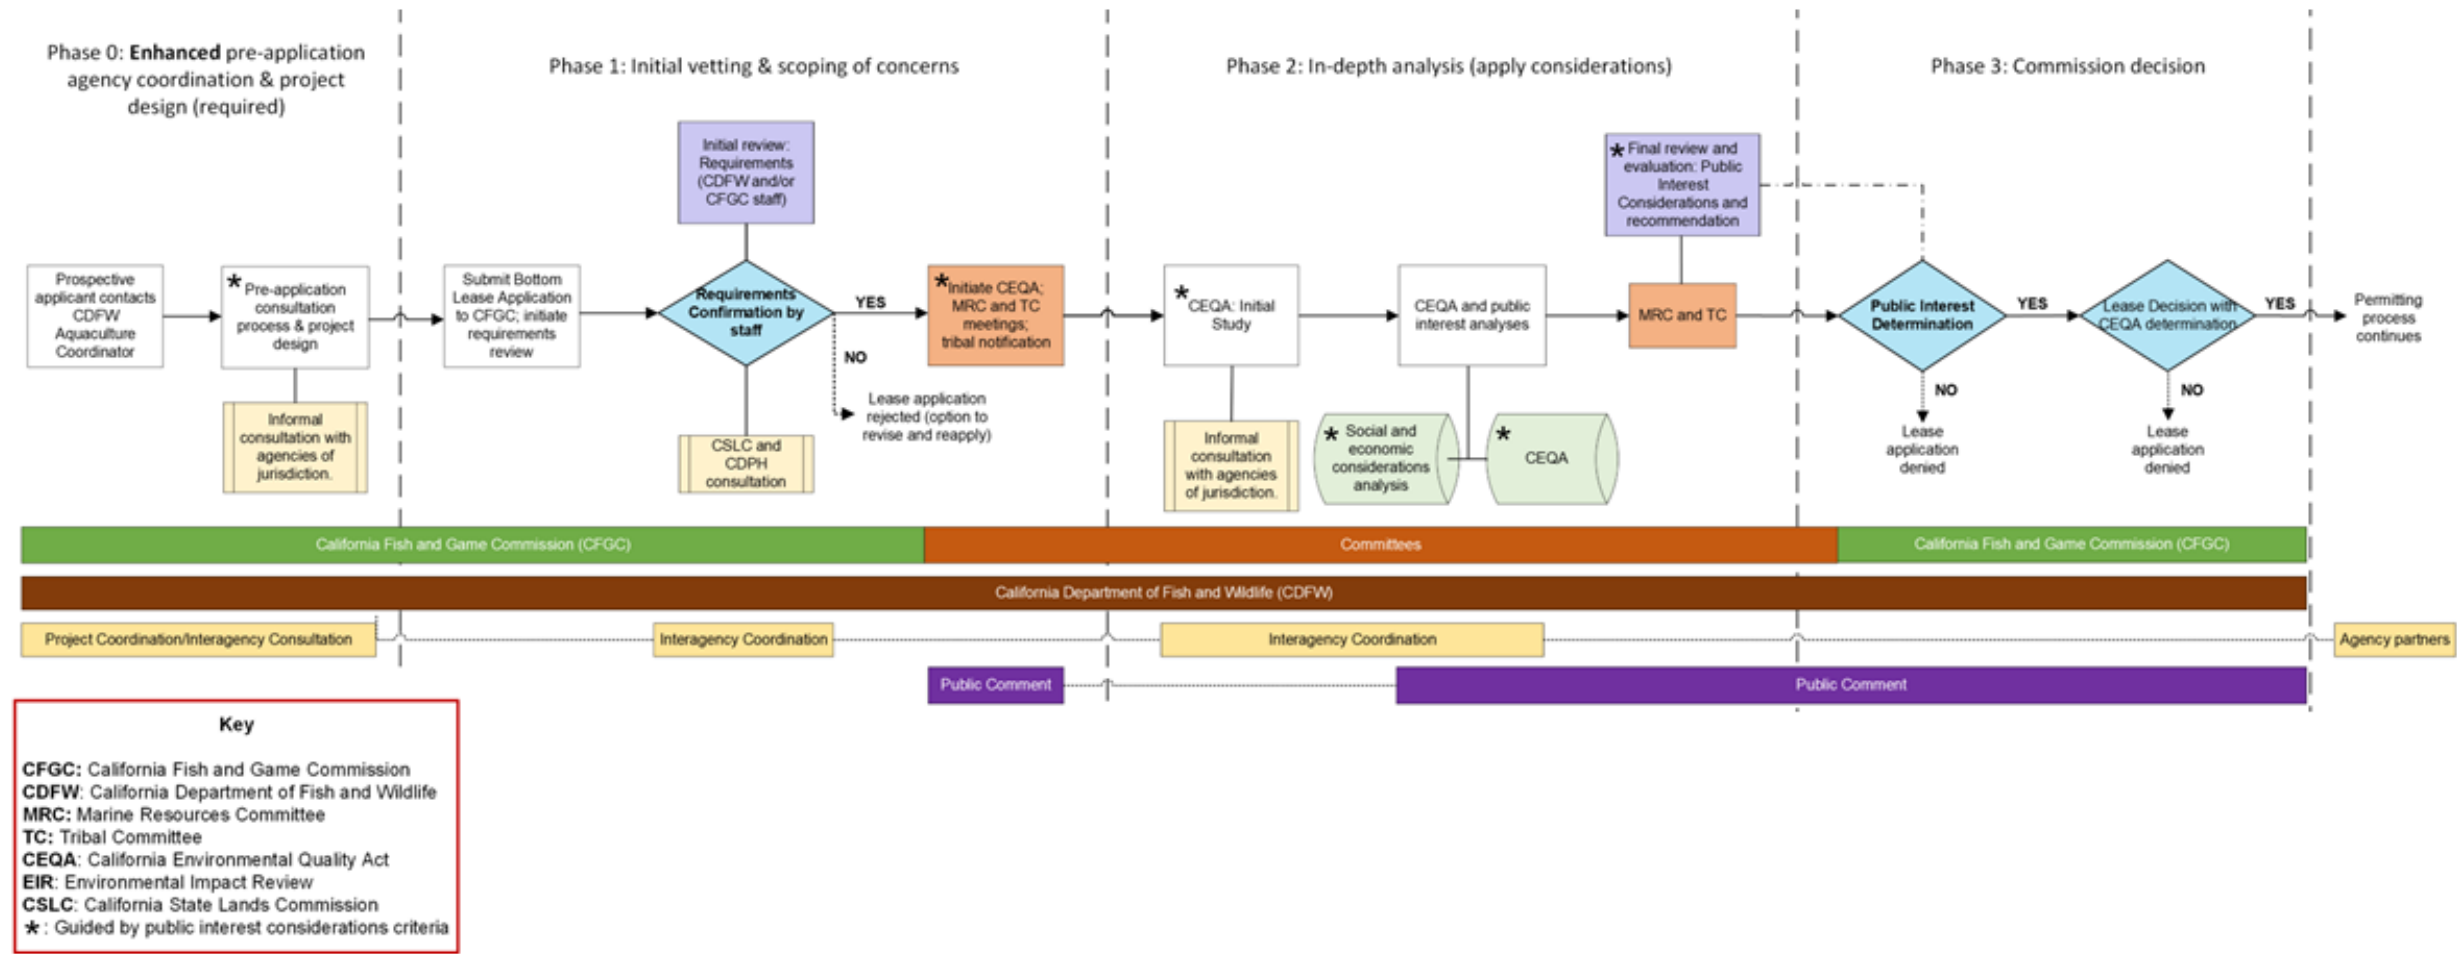 Phase 0: Enhanced pre-application
agency coordination & project
design (required)
Phase 1: Initial vetting & scoping of concerns
Phase 2: In-depth analysis (apply considerations)
Phase 3: Commission decision
Prospective
applicant contacts
CDFW
Aquaculture
Coordinator
* Pre-application
consultation
process & project
design
Informal
consultation with
agencies of
jurisdiction.
Submit Bottom
Lease Application
to CFGC; initiate
requirements
review
Initial review:
Requirements
(CDFW and/or
CFGC staff)
Requirements
Confirmation by
staff
CSLC and
CDPH
consultation
YES
NO
Lease application
rejected (option to
revise and reapply)
* Initiate CEQA;
MRC and TC
meetings;
tribal notification
* CEQA: Initial
Study
Informal
consultation
with agencies
of jurisdiction.
CEQA and public
interest analyses
* Social and
economic
considerations
analysis
* CEQA
* Final review and
evaluation: Public
Interest
Considerations and
recommendation
MRC and TC
Public Interest
Determination
YES
NO
Lease
application
denied
Lease Decision with
CEQA determination
YES
NO
Lease
application
denied
Permitting
process
continues
California Fish and Game Commission (CFGC)
Committees
California Fish and Game Commission (CFGC)
California Department of Fish and Wildlife (CDFW)
Project Coordination/Interagency Consultation
Interagency Coordination
Interagency Coordination
Agency partners
Public Comment
Public Comment
Key
CFGC: California Fish and Game Commission
CDFW: California Department of Fish and Wildlife
MRC: Marine Resources Committee
TC: Tribal Committee
CEQA: California Environmental Quality Act
EIR: Environmental Impact Review
CSLC: California State Lands Commission
* : Guided by public interest considerations criteria